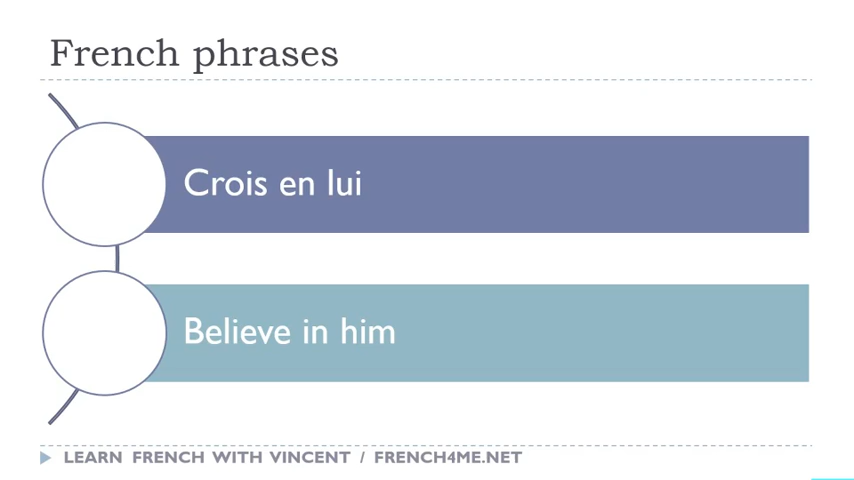 French phrases
Crois en lui
Believe in him
LEARN FRENCH WITH VINCENT / FRENCH4ME.NET